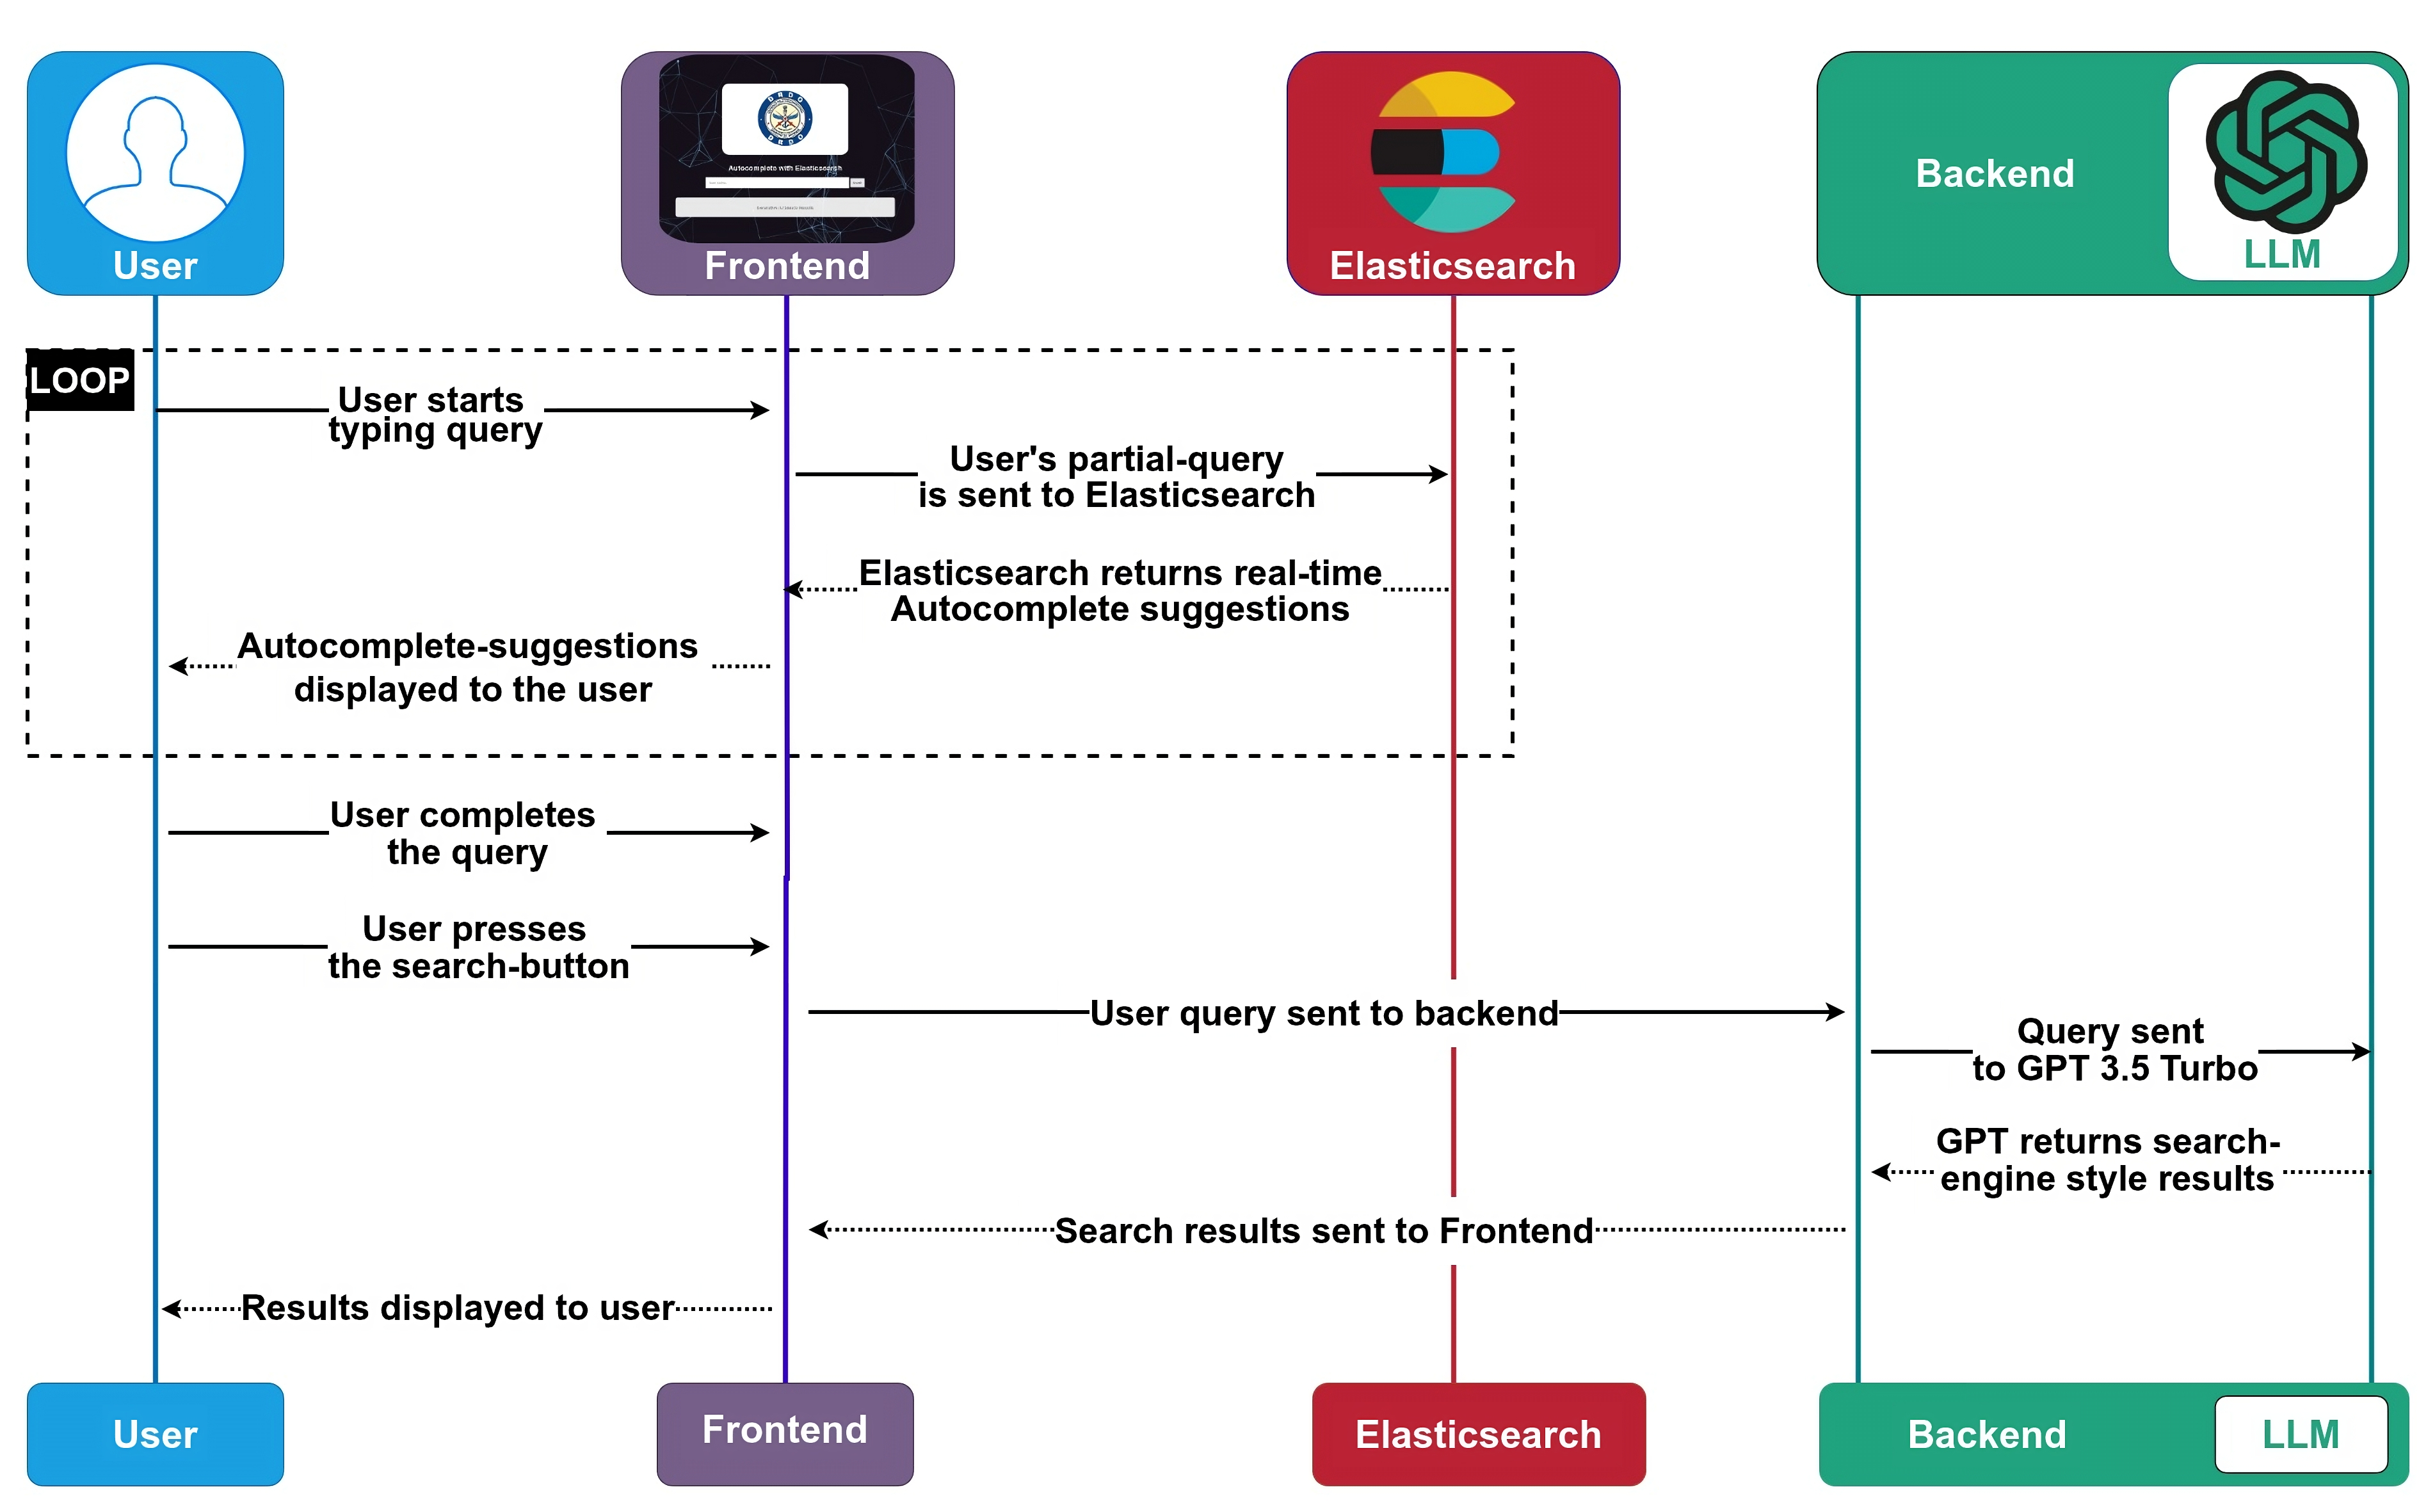 DRDO
Autocomplete with Elasticsearch
User
Frontend
Elasticsearch
Backend
LLM
LOOP
User starts
typing query
User's partial-query
is sent to Elasticsearch
Elasticsearch returns real-time
Autocomplete suggestions
Autocomplete-suggestions
displayed to the user
User completes
the query
User presses
the search-button
User query sent to backend
Query sent
to GPT 3.5 Turbo
GPT returns search-
engine style results
Search results sent to Frontend
Results displayed to user
User
Frontend
Elasticsearch
Backend
LLM